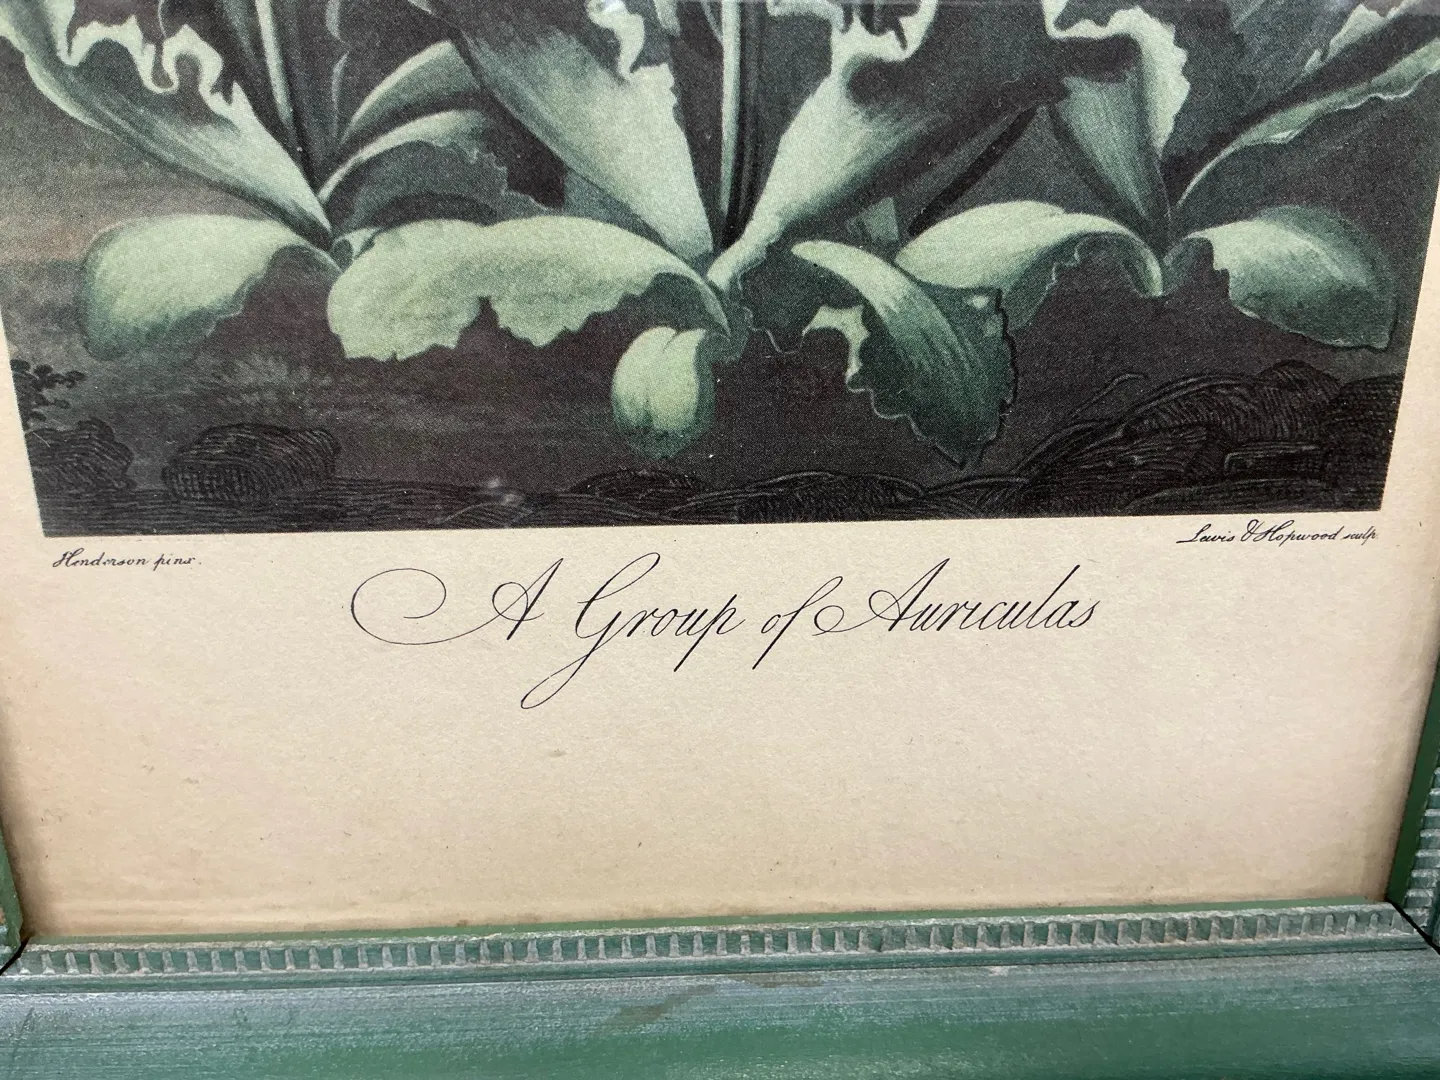 Henderson pinx.
Lewis & Hopwood sculp.
A Group of Auriculas